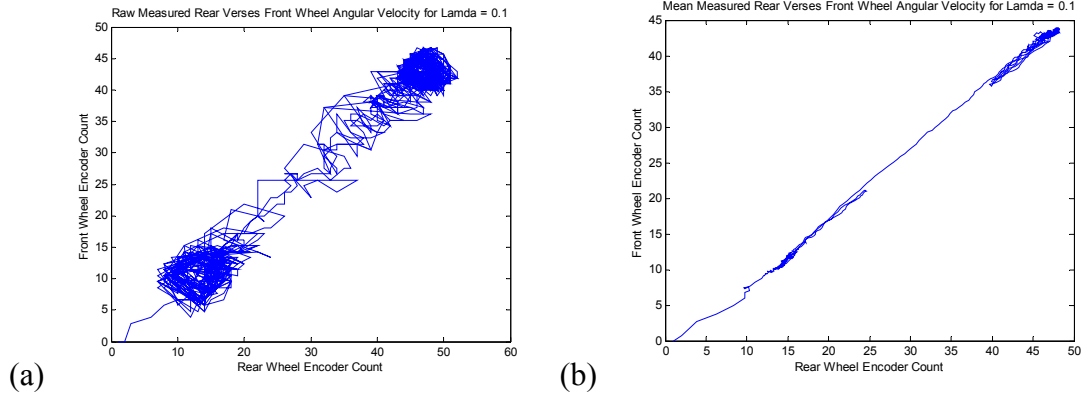 Raw Measured Rear Verses Front Wheel Angular Velocity for Lamda = 0.1
50
45
40
35
30
25
20
15
10
5
0
Front Wheel Encoder Count
0 10 20 30 40 50 60
Rear Wheel Encoder Count
(a)
Mean Measured Rear Verses Front Wheel Angular Velocity for Lamda = 0.1
45
40
35
30
25
20
15
10
5
0
Front Wheel Encoder Count
0 5 10 15 20 25 30 35 40 45 50
Rear Wheel Encoder Count
(b)